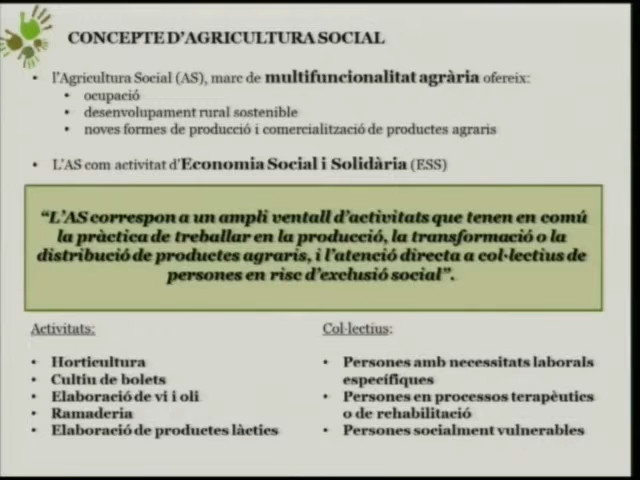 CONCEPTE D'AGRICULTURA SOCIAL
• l'Agricultura Social (AS), marc de multifuncionalitat agrària ofereix:
• ocupació
• desenvolupament rural sostenible
• noves formes de producció i comercialització de productes agraris
• L'AS com activitat d'Economia Social i Solidària (ESS)
“L'AS correspon a un ampli ventall d'activitats que tenen en comú
la pràctica de treballar en la producció, la transformació o la
distribució de productes agraris, i l'atenció directa a col·lectius de
persones en risc d'exclusió social”.
Activitats:
• Horticultura
• Cultiu de bolets
• Elaboració de vi i oli
• Ramaderia
• Elaboració de productes làctics
Col·lectius:
• Persones amb necessitats laborals
específiques
• Persones en processos terapèutics
o de rehabilitació
• Persones socialment vulnerables